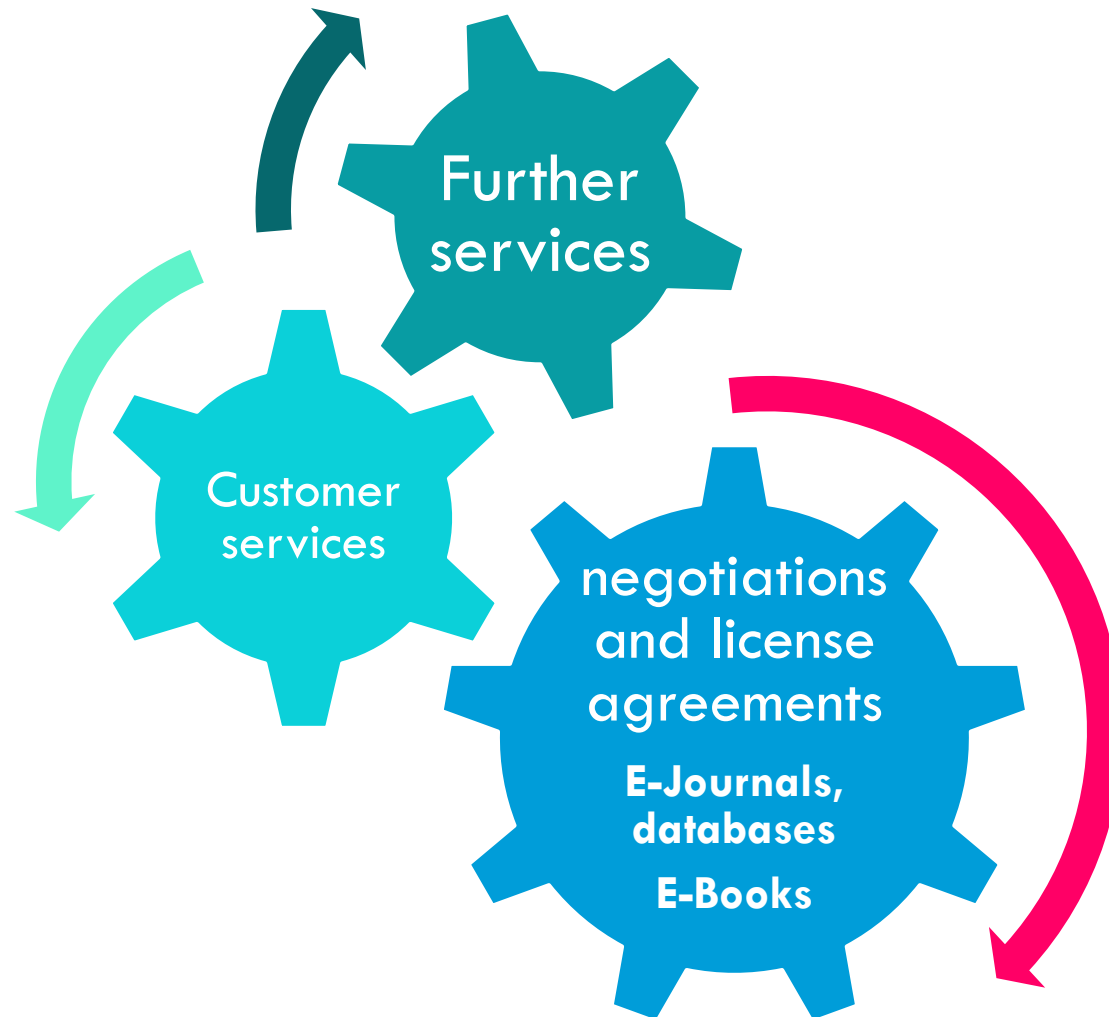 Further
services
Customer
services
negotiations
and license
agreements
E-Journals,
databases
E-Books